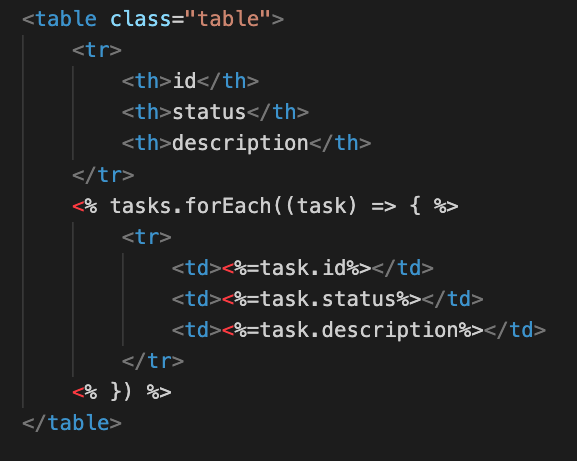 <table class="table">
    <tr>
        <th>id</th>
        <th>status</th>
        <th>description</th>
    </tr>
    <% tasks.forEach((task) => { %>
        <tr>
            <td><%=task.id%></td>
            <td><%=task.status%></td>
            <td><%=task.description%></td>
        </tr>
    <% }) %>
</table>